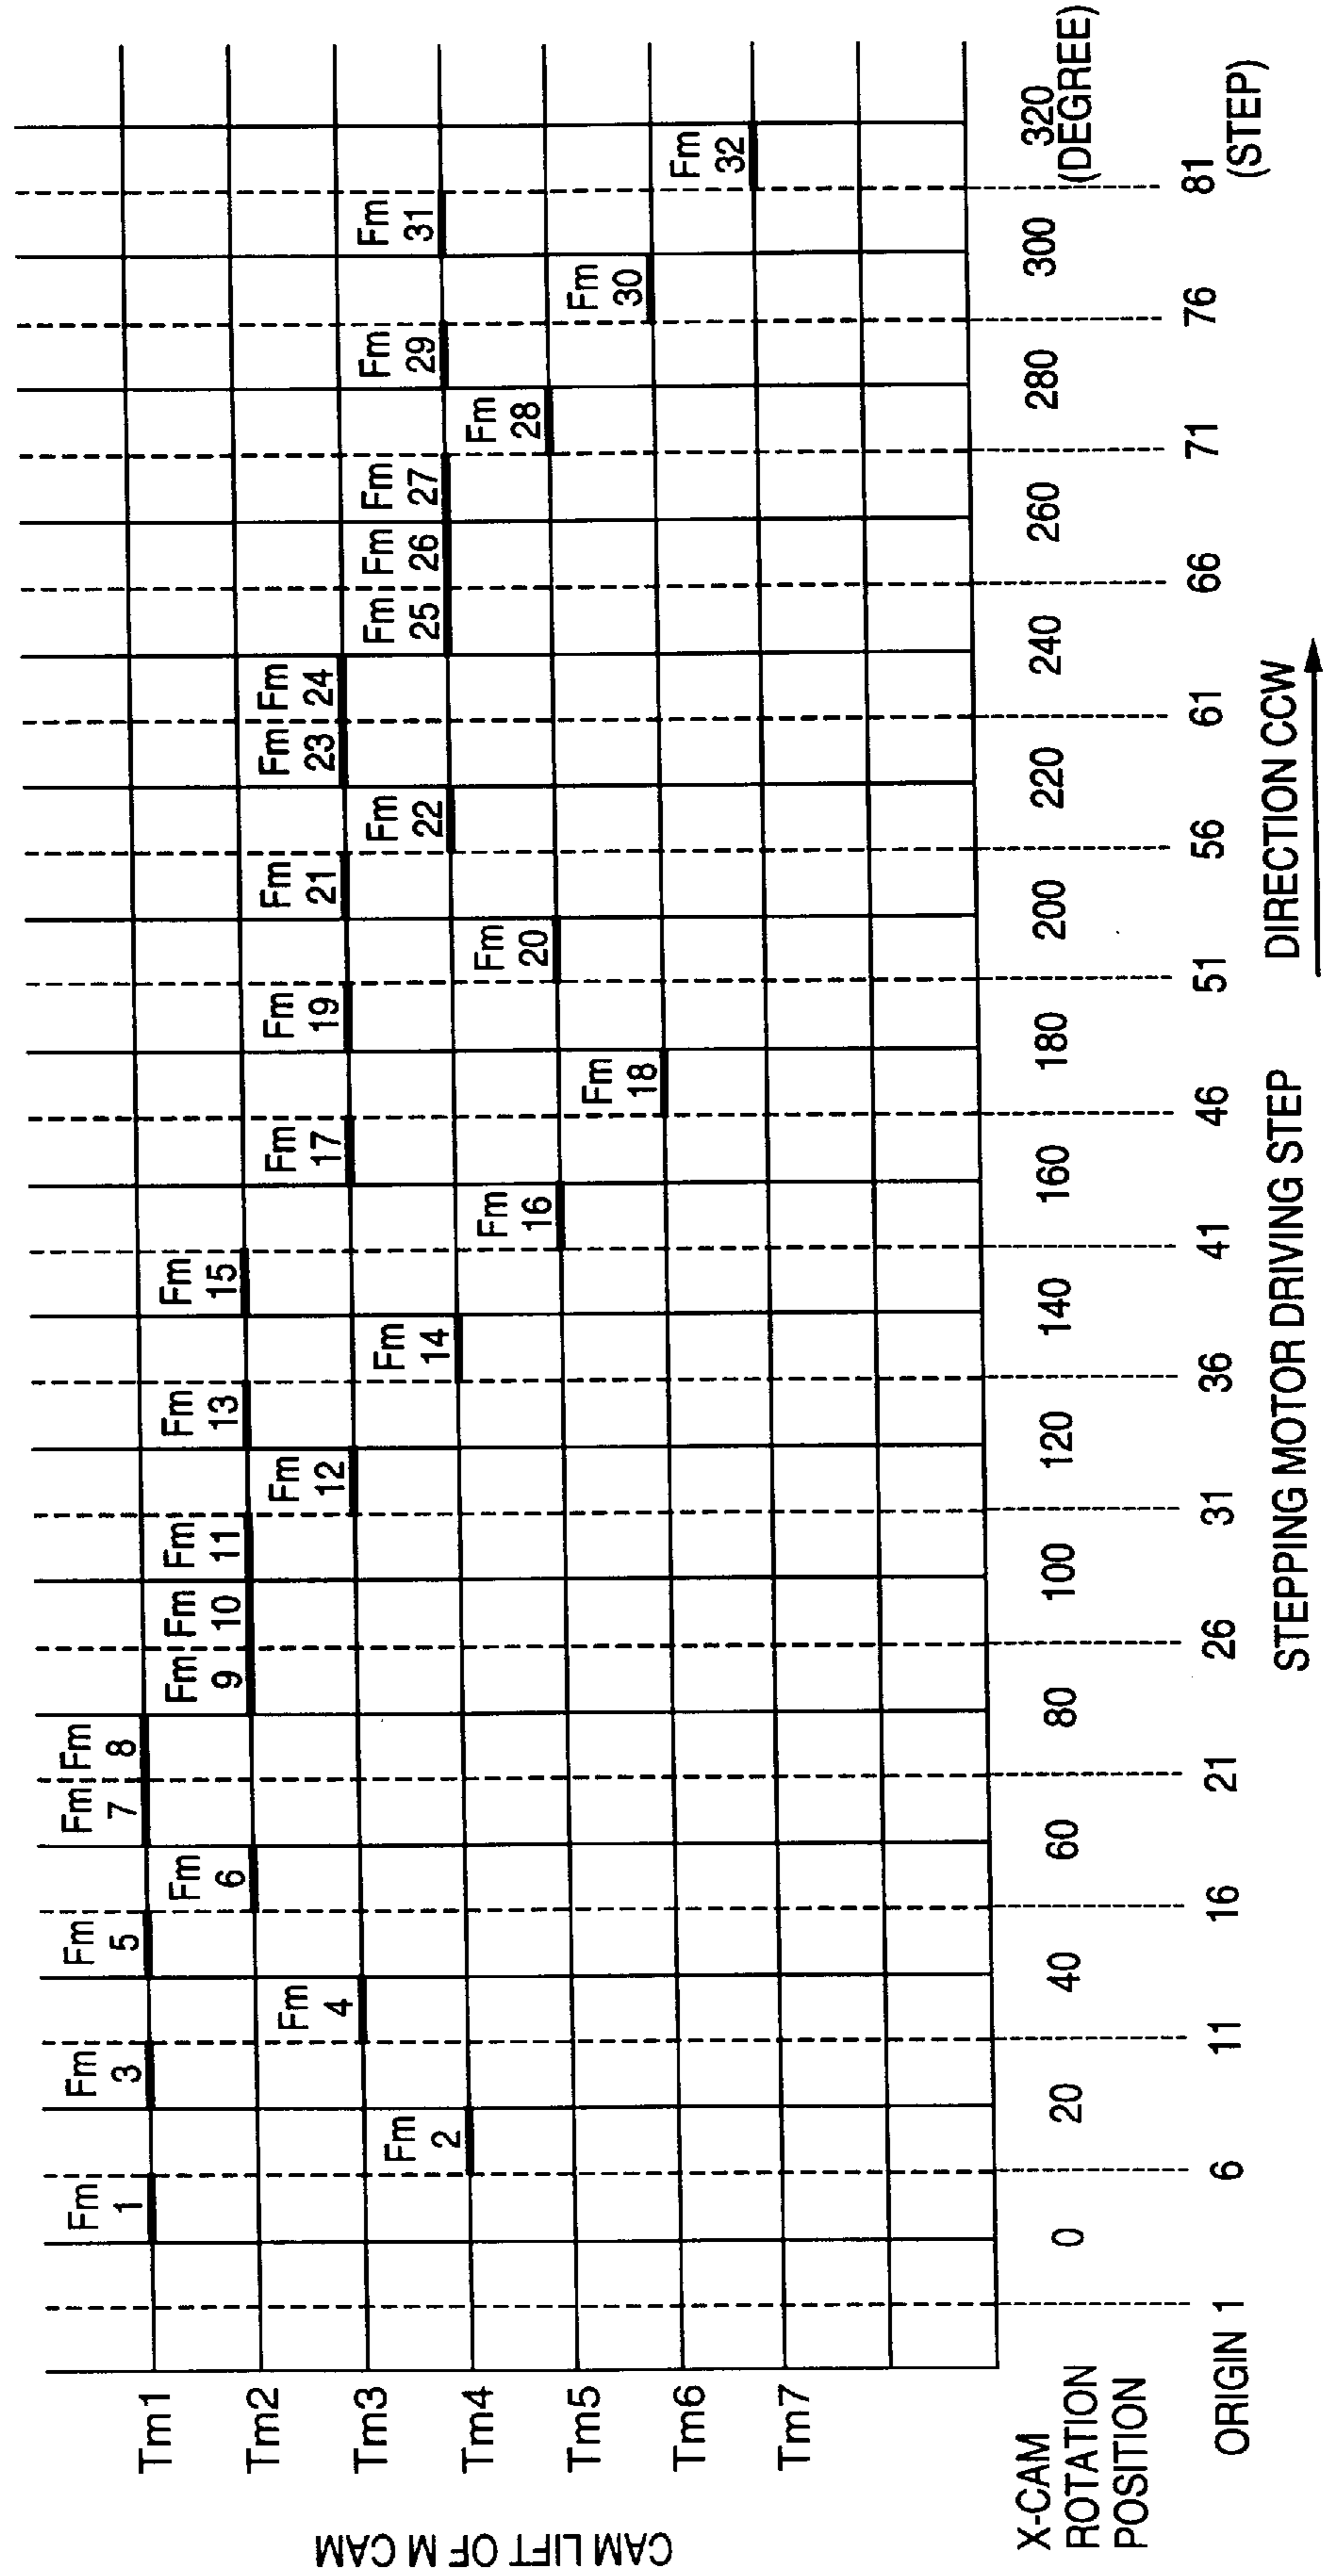 CAM LIFT OF M CAM
Tm1
Tm2
Tm3
Tm4
Tm5
Tm6
Tm7
Fm 1
Fm 2
Fm 3
Fm 4
Fm 5
Fm 6
Fm 7
Fm 8
Fm 9
Fm 10
Fm 11
Fm 12
Fm 13
Fm 14
Fm 15
Fm 16
Fm 17
Fm 18
Fm 19
Fm 20
Fm 21
Fm 22
Fm 23
Fm 24
Fm 25
Fm 26
Fm 27
Fm 28
Fm 29
Fm 30
Fm 31
Fm 32
X-CAM
ROTATION
POSITION
0 20 40 60 80 100 120 140 160 180 200 220 240 260 280 300 320
(DEGREE)
ORIGIN 1 6 11 16 21 26 31 36 41 46 51 56 61 66 71 76 81
(STEP)
STEPPING MOTOR DRIVING STEP DIRECTION CCW